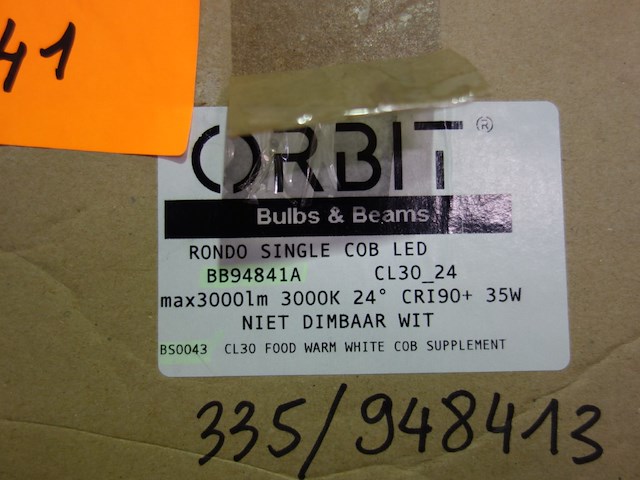 41
ORBIT ®
Bulbs & Beams
RONDO SINGLE COB LED
BB94841A CL30_24
max3000lm 3000K 24° CRI90+ 35W
NIET DIMBAAR WIT
BS0043 CL30 FOOD WARM WHITE COB SUPPLEMENT
335/948413